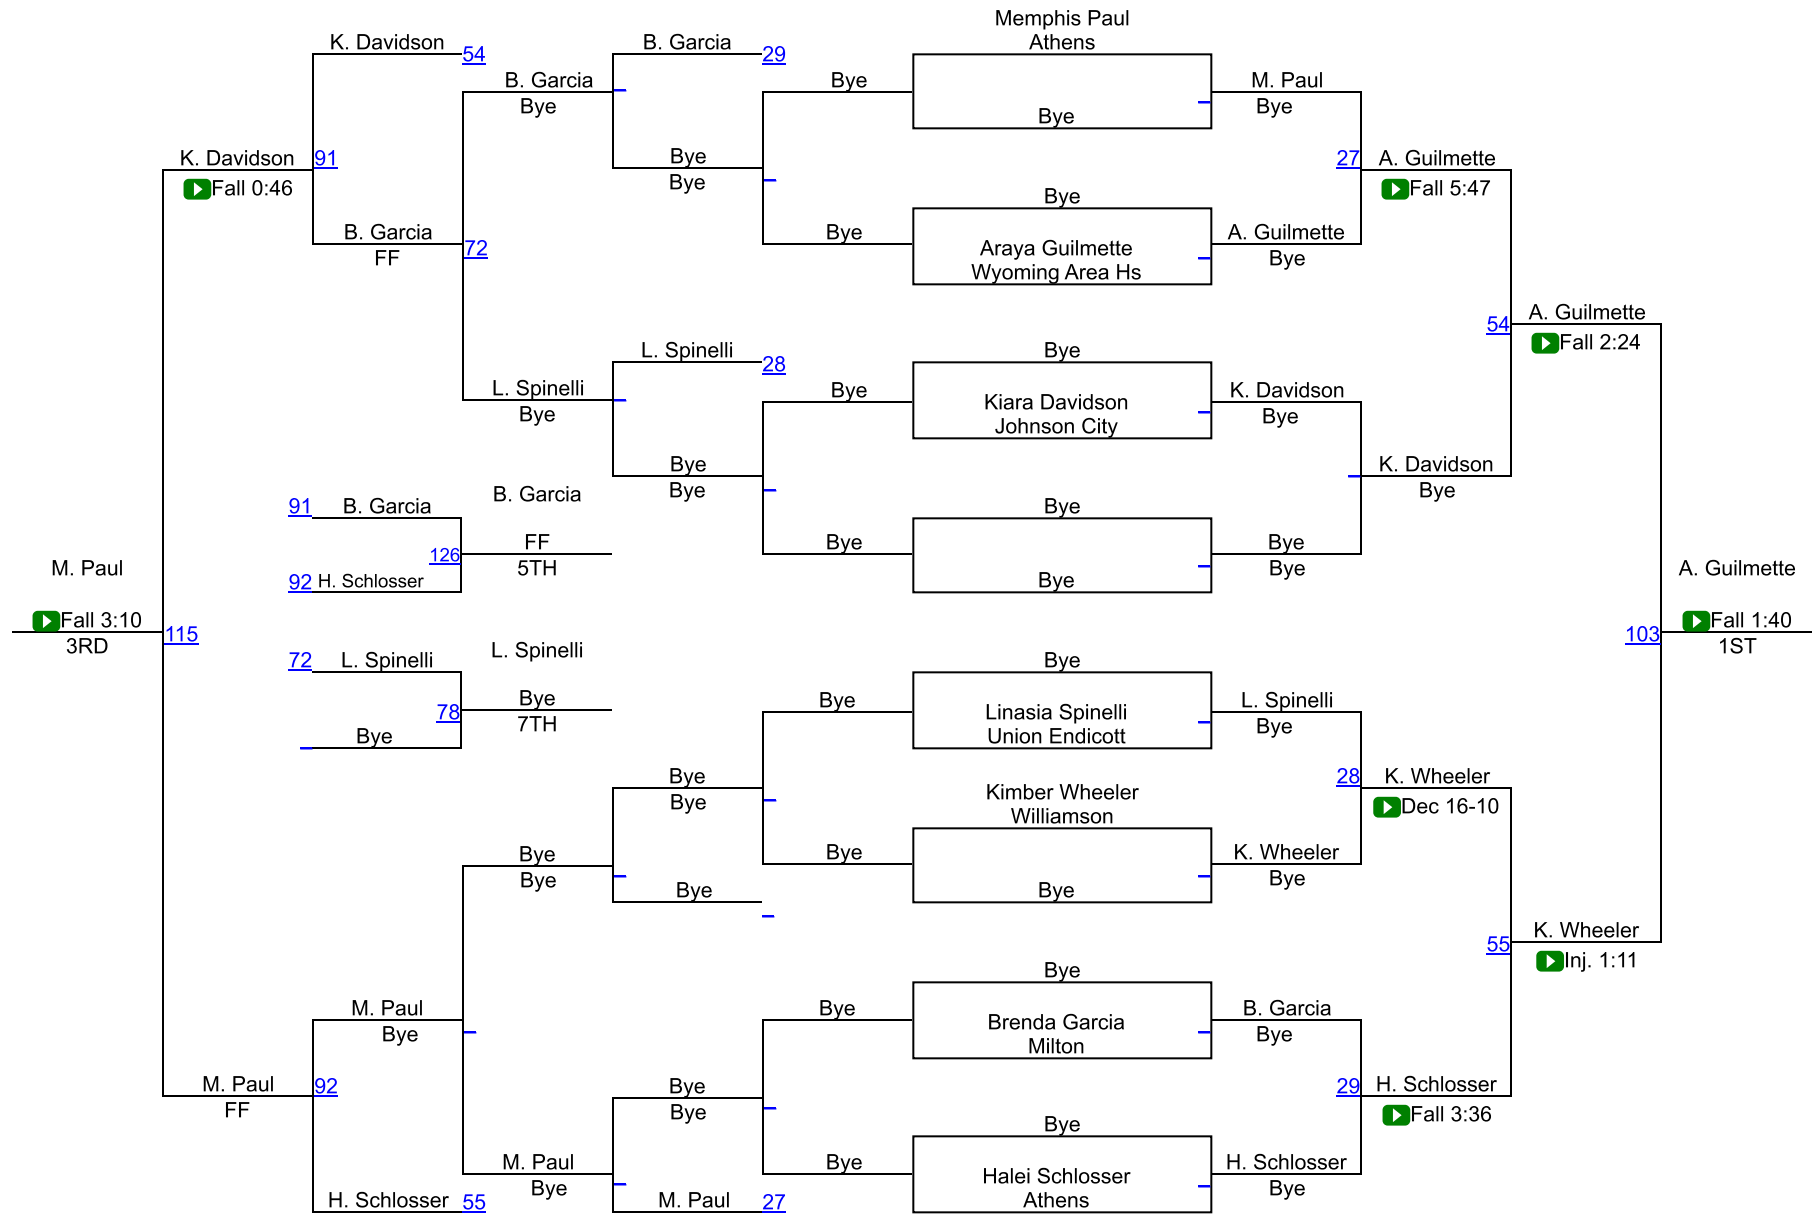 Memphis Paul
K. Davidson
54
B. Garcia
29
Athens
B. Garcia
Bye
M. Paul
Bye
Bye
Bye
K. Davidson
91
Bye
Bye
27
A. Guilmette
Fall 0:46
Fall 5:47
Bye
B. Garcia
FF
72
Bye
Araya Guilmette
Wyoming Area Hs
A. Guilmette
Bye
54
A. Guilmette
Fall 2:24
L. Spinelli
28
Bye
L. Spinelli
Bye
Bye
Kiara Davidson
Johnson City
K. Davidson
Bye
Bye
Bye
K. Davidson
Bye
91
B. Garcia
B. Garcia
Bye
126
FF
5TH
Bye
Bye
Bye
92
H. Schlosser
Bye
M. Paul
A. Guilmette
Fall 3:10
3RD
115
103
Fall 1:40
1ST
72
L. Spinelli
L. Spinelli
Bye
78
Bye
7TH
Bye
Linasia Spinelli
Union Endicott
L. Spinelli
Bye
Bye
Bye
Bye
Kimber Wheeler
Williamson
28
K. Wheeler
Dec 16-10
Bye
Bye
Bye
K. Wheeler
Bye
Bye
Bye
55
K. Wheeler
Inj. 1:11
Bye
M. Paul
Bye
Bye
Brenda Garcia
Milton
B. Garcia
Bye
M. Paul
FF
92
Bye
Bye
29
H. Schlosser
Fall 3:36
Bye
M. Paul
Bye
Bye
Halei Schlosser
Athens
H. Schlosser
Bye
H. Schlosser
55
M. Paul
27